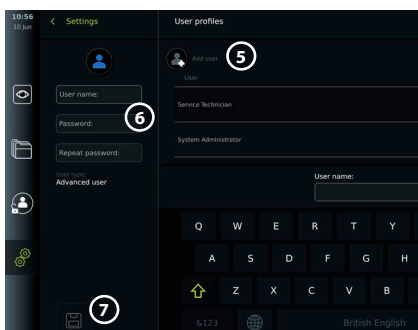 10:56
10 Jun
Settings
User profiles
Add user
5
User
User name:
Service Technician
Password:
6
System Administrator
Repeat password:
User type:
Advanced user
User name:
Q W E R T Y
A S D F G H
Z X C V B
7
&123
British English